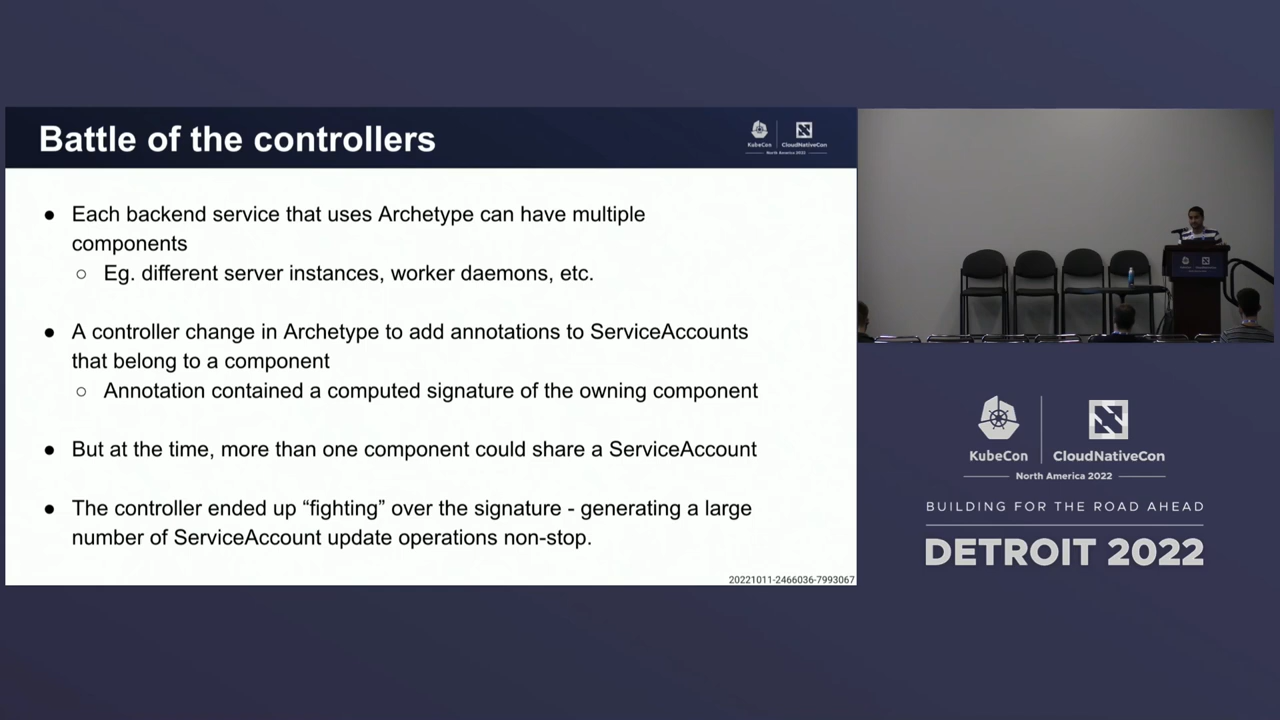 Battle of the controllers
KubeCon
CloudNativeCon
North America 2022
● Each backend service that uses Archetype can have multiple
components
○ Eg. different server instances, worker daemons, etc.
● A controller change in Archetype to add annotations to ServiceAccounts
that belong to a component
○ Annotation contained a computed signature of the owning component
● But at the time, more than one component could share a ServiceAccount
● The controller ended up “fighting” over the signature - generating a large
number of ServiceAccount update operations non-stop.
20221011-2466036-7993067
KubeCon
CloudNativeCon
North America 2022
BUILDING FOR THE ROAD AHEAD
DETROIT 2022